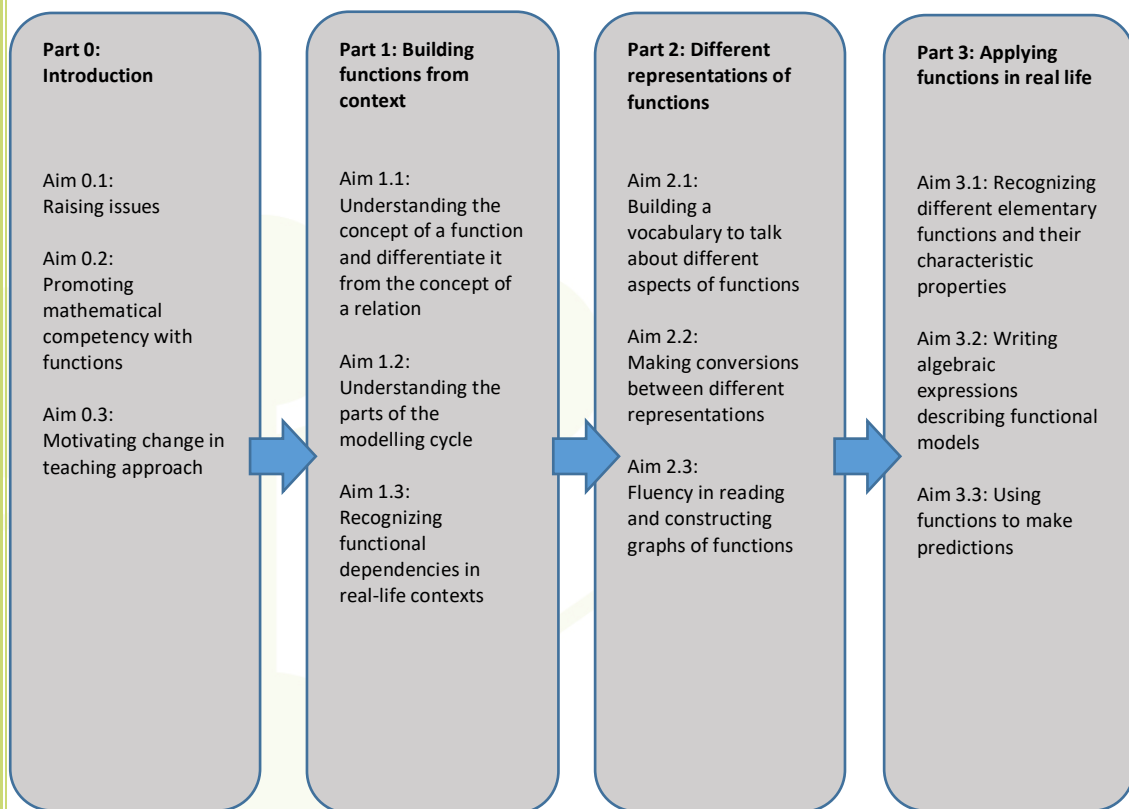 Part 0:
Introduction
Aim 0.1:
Raising issues
Aim 0.2:
Promoting
mathematical
competency with
functions
Aim 0.3:
Motivating change in
teaching approach
Part 1: Building
functions from
context
Aim 1.1:
Understanding the
concept of a function
and differentiate it
from the concept of
a relation
Aim 1.2:
Understanding the
parts of the
modelling cycle
Aim 1.3:
Recognizing
functional
dependencies in
real-life contexts
Part 2: Different
representations of
functions
Aim 2.1:
Building a
vocabulary to talk
about different
aspects of functions
Aim 2.2:
Making conversions
between different
representations
Aim 2.3:
Fluency in reading
and constructing
graphs of functions
Part 3: Applying
functions in real life
Aim 3.1: Recognizing
different elementary
functions and their
characteristic
properties
Aim 3.2: Writing
algebraic
expressions
describing functional
models
Aim 3.3: Using
functions to make
predictions